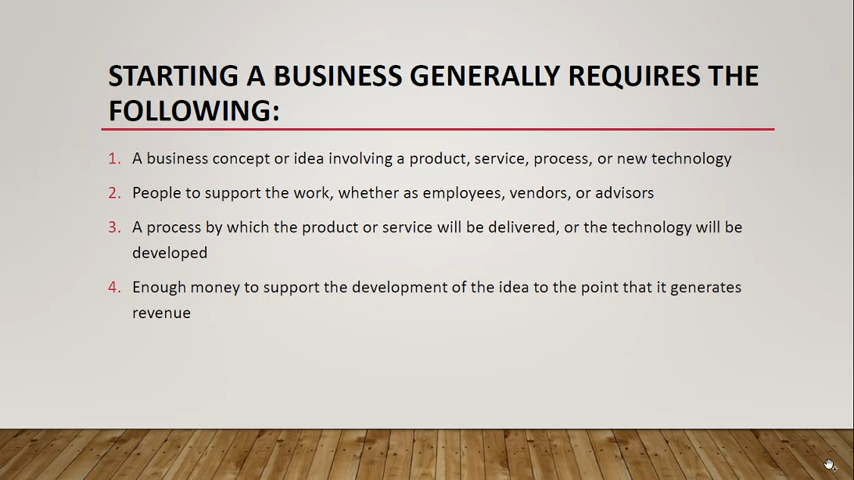 STARTING A BUSINESS GENERALLY REQUIRES THE
FOLLOWING:
1. A business concept or idea involving a product, service, process, or new technology
2. People to support the work, whether as employees, vendors, or advisors
3. A process by which the product or service will be delivered, or the technology will be
developed
4. Enough money to support the development of the idea to the point that it generates
revenue